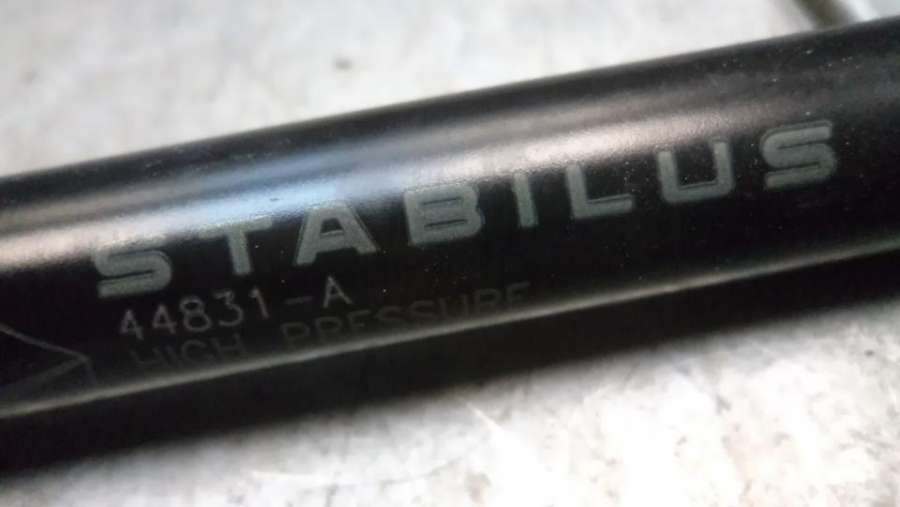 STABILUS
44831-A
HIGH PRESSURE